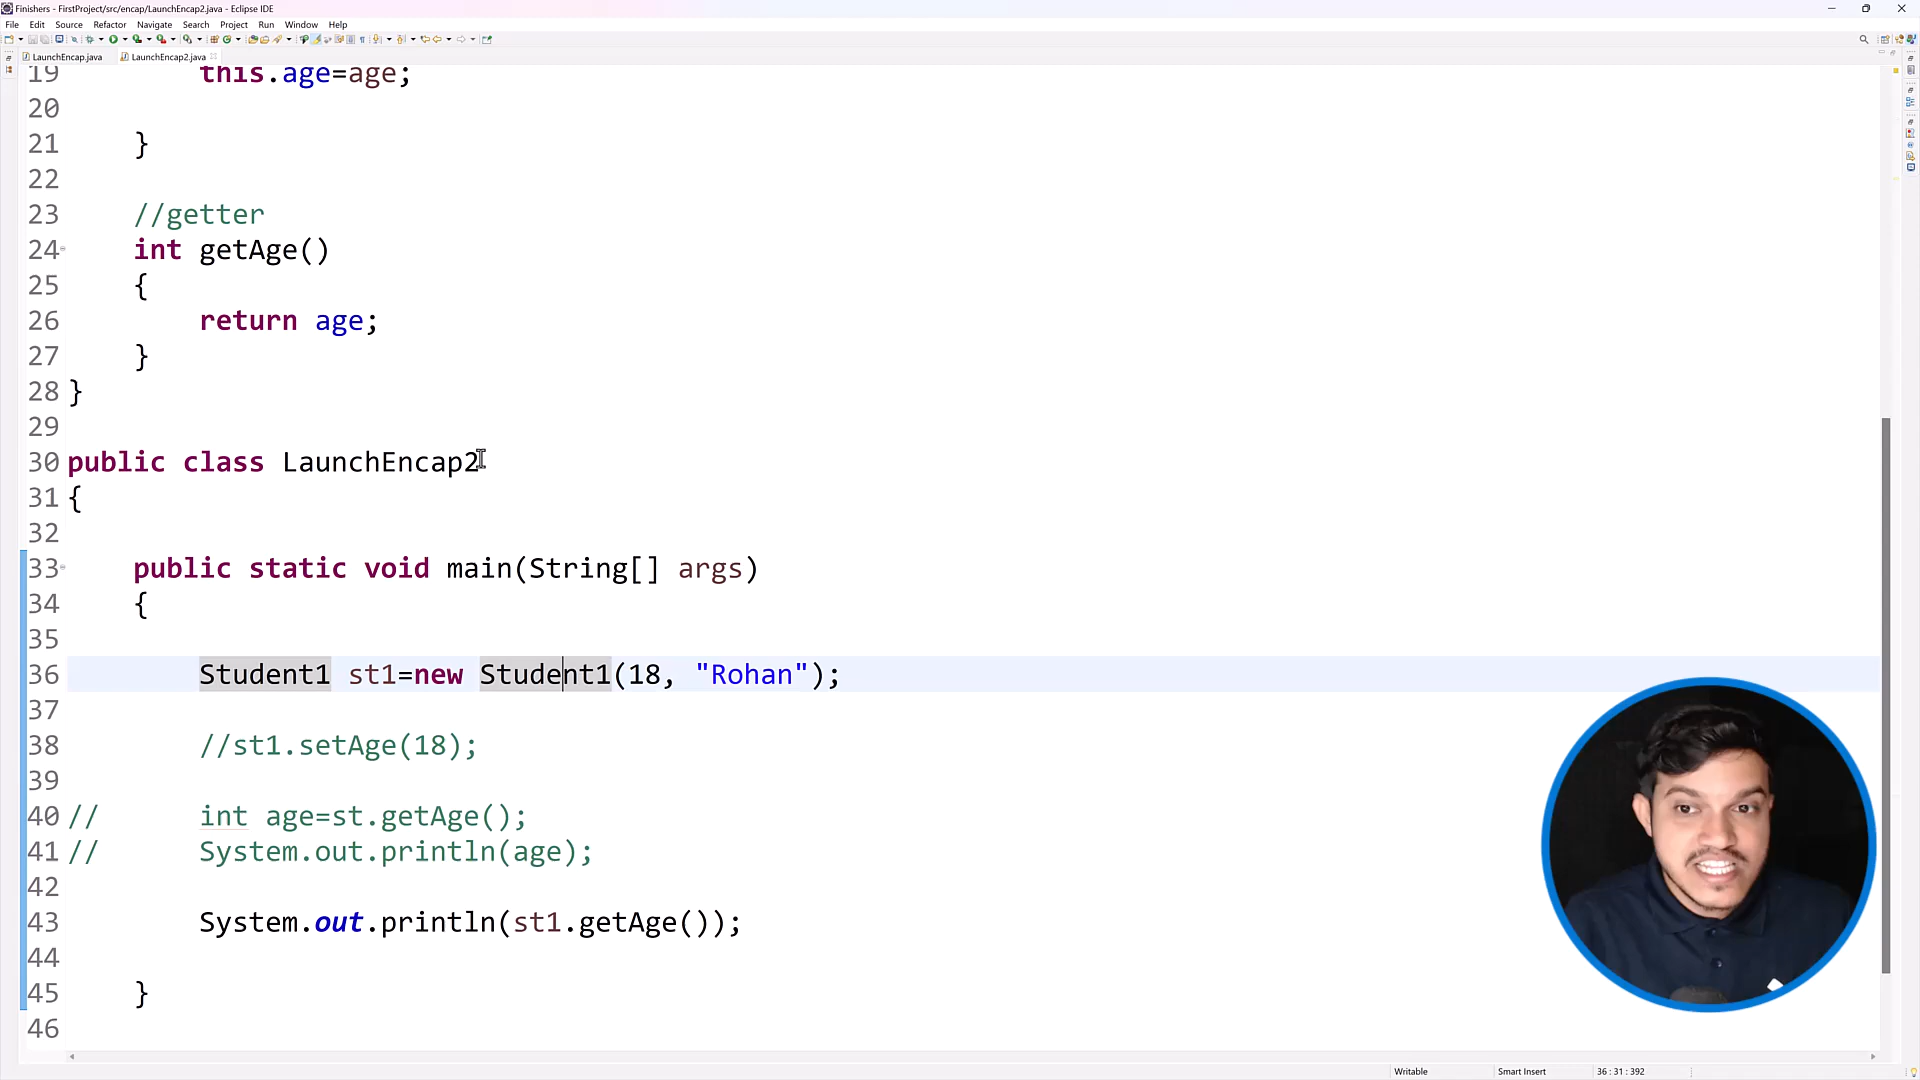 Finishers - FirstProject/src/encap/LaunchEncap2.java - Eclipse IDE
File Edit Source Refactor Navigate Search Project Run Window Help
LaunchEncap.java LaunchEncap2.java
19 this.age=age;
20
21 }
22
23 //getter
24 int getAge()
25 {
26 return age;
27 }
28 }
29
30 public class LaunchEncap2
31 {
32
33 public static void main(String[] args)
34 {
35
36 Student1 st1=new Student1(18, "Rohan");
37
38 //st1.setAge(18);
39
40 // int age=st.getAge();
41 // System.out.println(age);
42
43 System.out.println(st1.getAge());
44
45 }
46
Writable Smart Insert 36 : 31 : 392